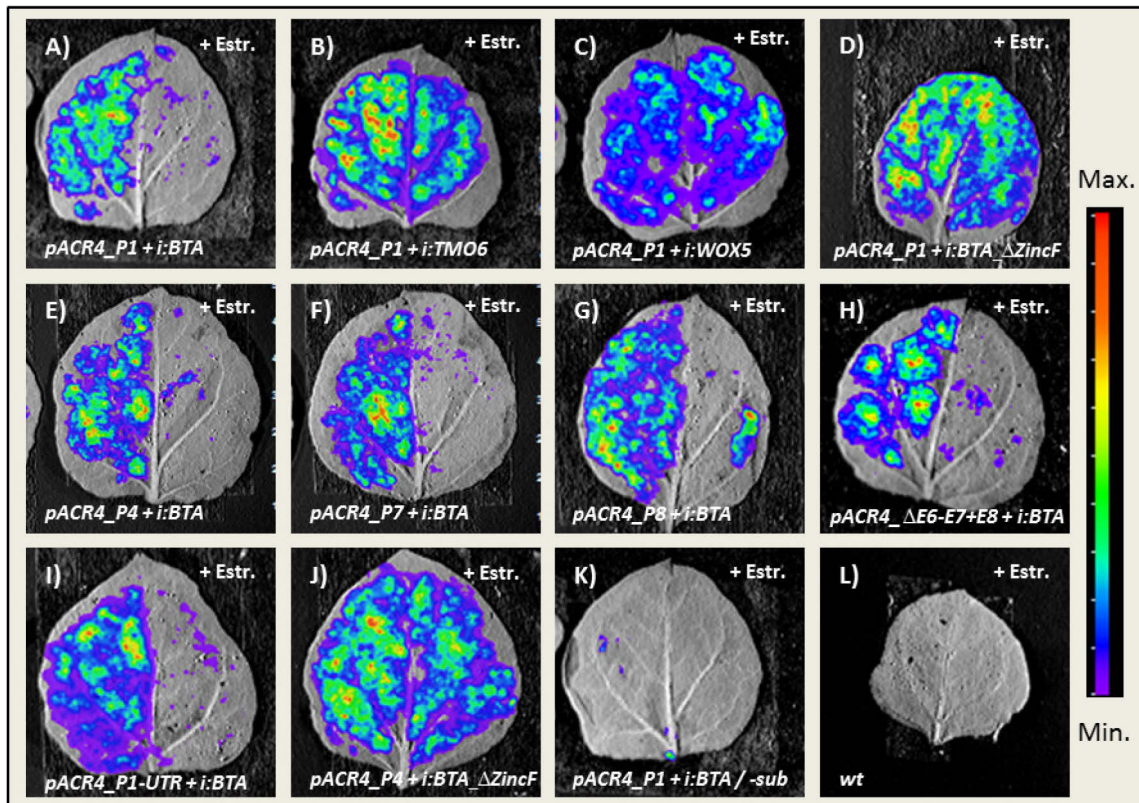 A) + Estr.
pACR4_P1 + i:BTA
B) + Estr.
pACR4_P1 + i:TMO6
C) + Estr.
pACR4_P1 + i:WOX5
D) + Estr.
pACR4_P1 + i:BTA_ΔZincF
E) + Estr.
pACR4_P4 + i:BTA
F) + Estr.
pACR4_P7 + i:BTA
G) + Estr.
pACR4_P8 + i:BTA
H) + Estr.
pACR4_ΔE6-E7+E8 + i:BTA
I) + Estr.
pACR4_P1-UTR + i:BTA
J) + Estr.
pACR4_P4 + i:BTA_ΔZincF
K) + Estr.
pACR4_P1 + i:BTA / -sub
L) + Estr.
wt
Max.
Min.